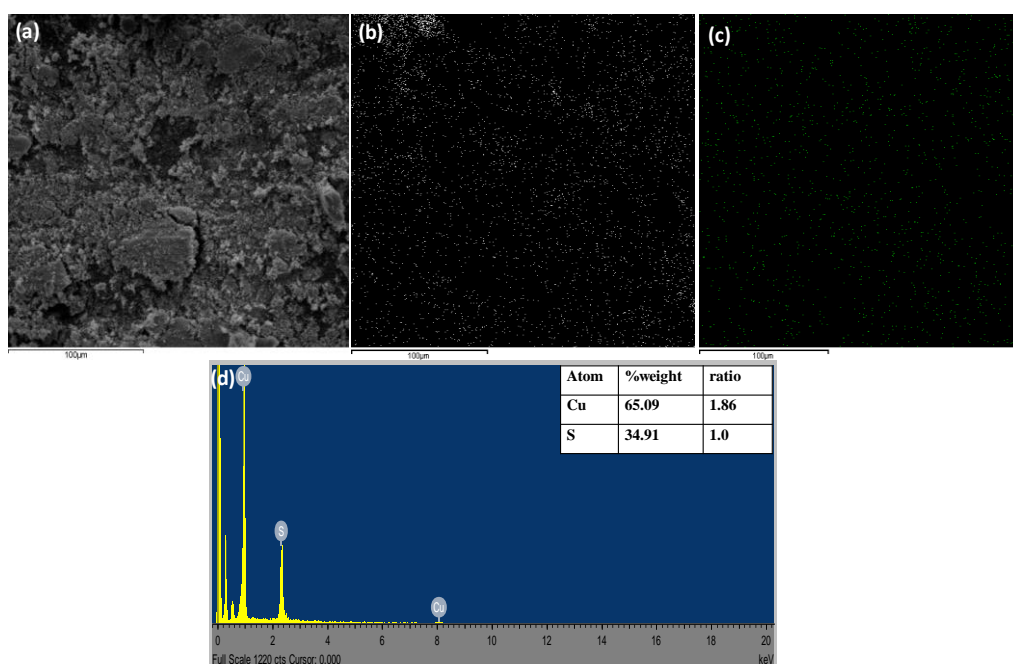 (a)
(b)
(c)
100µm
100µm
100µm
(d)
Cu
S
Cu
Atom %weight ratio
Cu 65.09 1.86
S 34.91 1.0
0 2 4 6 8 10 12 14 16 18 20
Full Scale 1220 cts Cursor: 0.000 keV